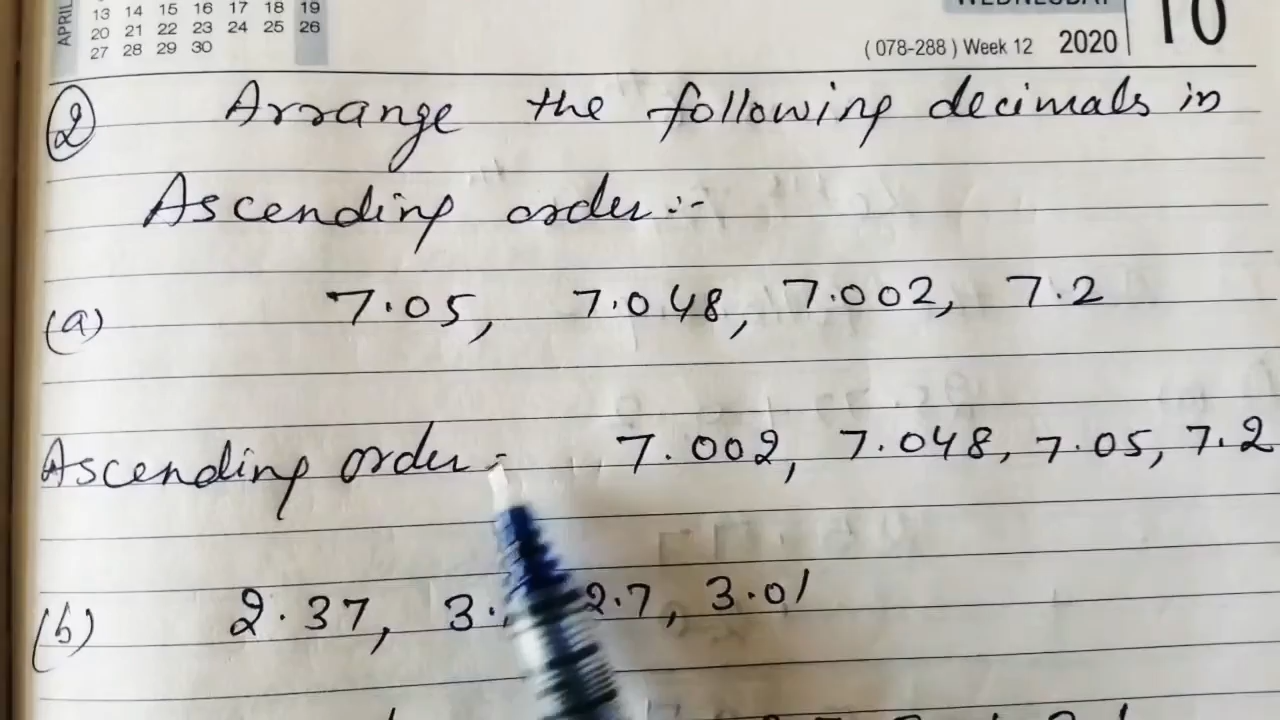 APRIL
13 14 15 16 17 18 19
20 21 22 23 24 25 26
27 28 29 30
WEDNESDAY 10
(078-288) Week 12 2020
② Arrange the following decimals in
Ascending order:-
(a) 7.05, 7.048, 7.002, 7.2
Ascending order:- 7.002, 7.048, 7.05, 7.2
(b) 2.37, 3. 2.7, 3.01